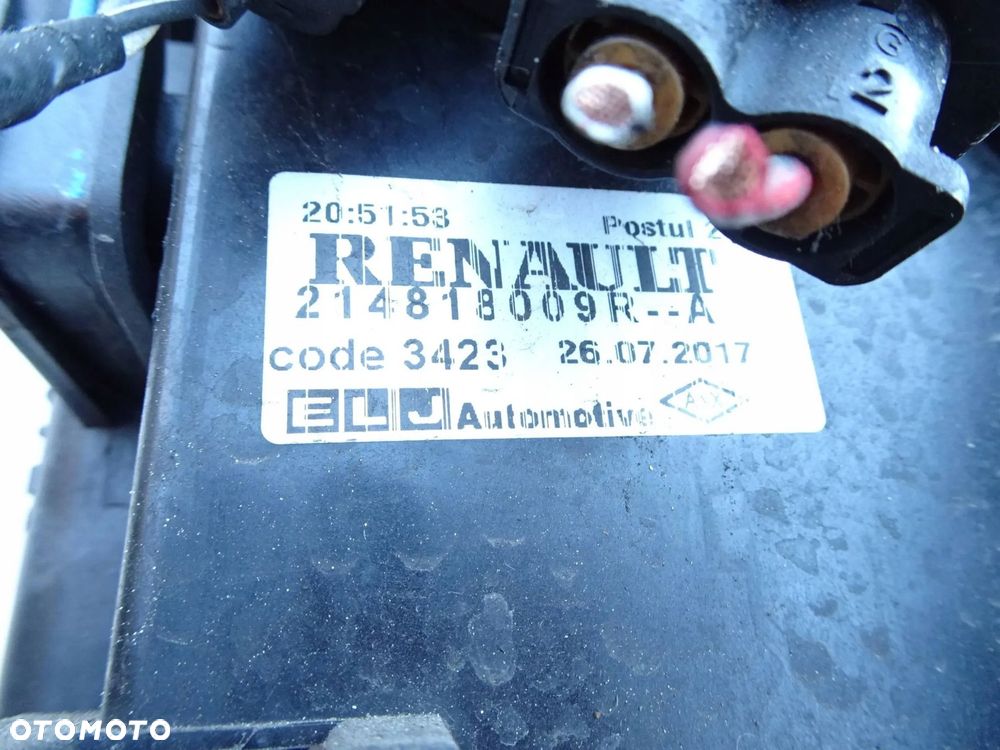 20:51:53 Postul 2
RENAULT
214818009R--A
code 3423 26.07.2017
ELJ Automotive
OTOMOTO